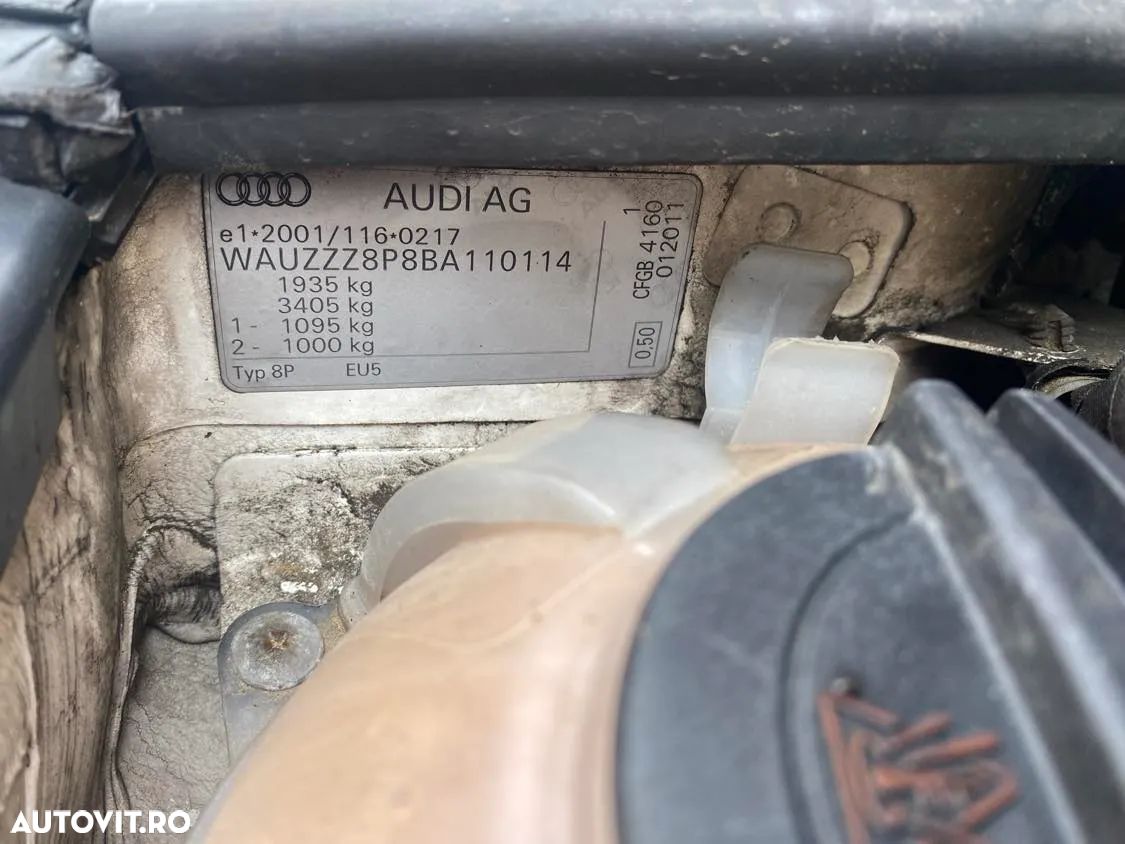 AUDI AG
e1*2001/116*0217
WAUZZZ8P8BA110114
1935 kg
3405 kg
1 - 1095 kg
2 - 1000 kg
Typ 8P EU5
CFGB 4160 1
012011
0,50
AUTOVIT.RO